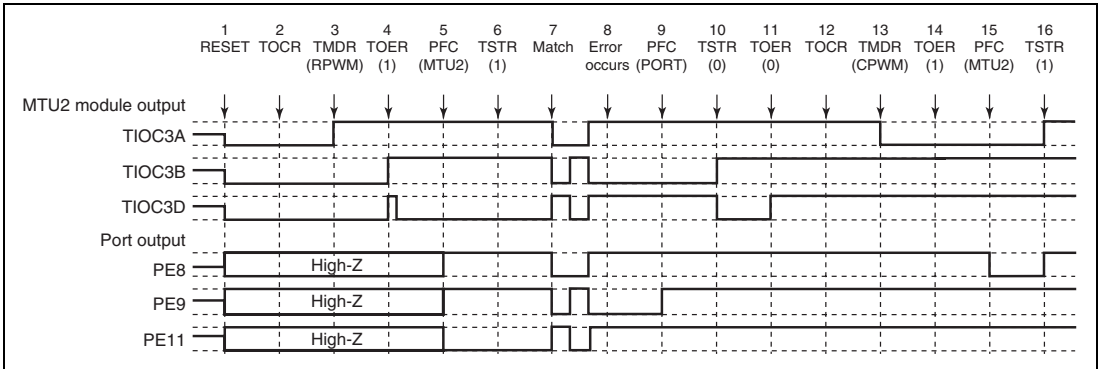 1 2 3 4 5 6 7 8 9 10 11 12 13 14 15 16
RESET TOCR TMDR TOER PFC TSTR Match Error PFC TSTR TOER TOCR TMDR TOER PFC TSTR
(RPWM) (1) (MTU2) (1) occurs (PORT) (0) (0) (CPWM) (1) (MTU2) (1)
MTU2 module output
TIOC3A
TIOC3B
TIOC3D
Port output
PE8 High-Z
PE9 High-Z
PE11 High-Z